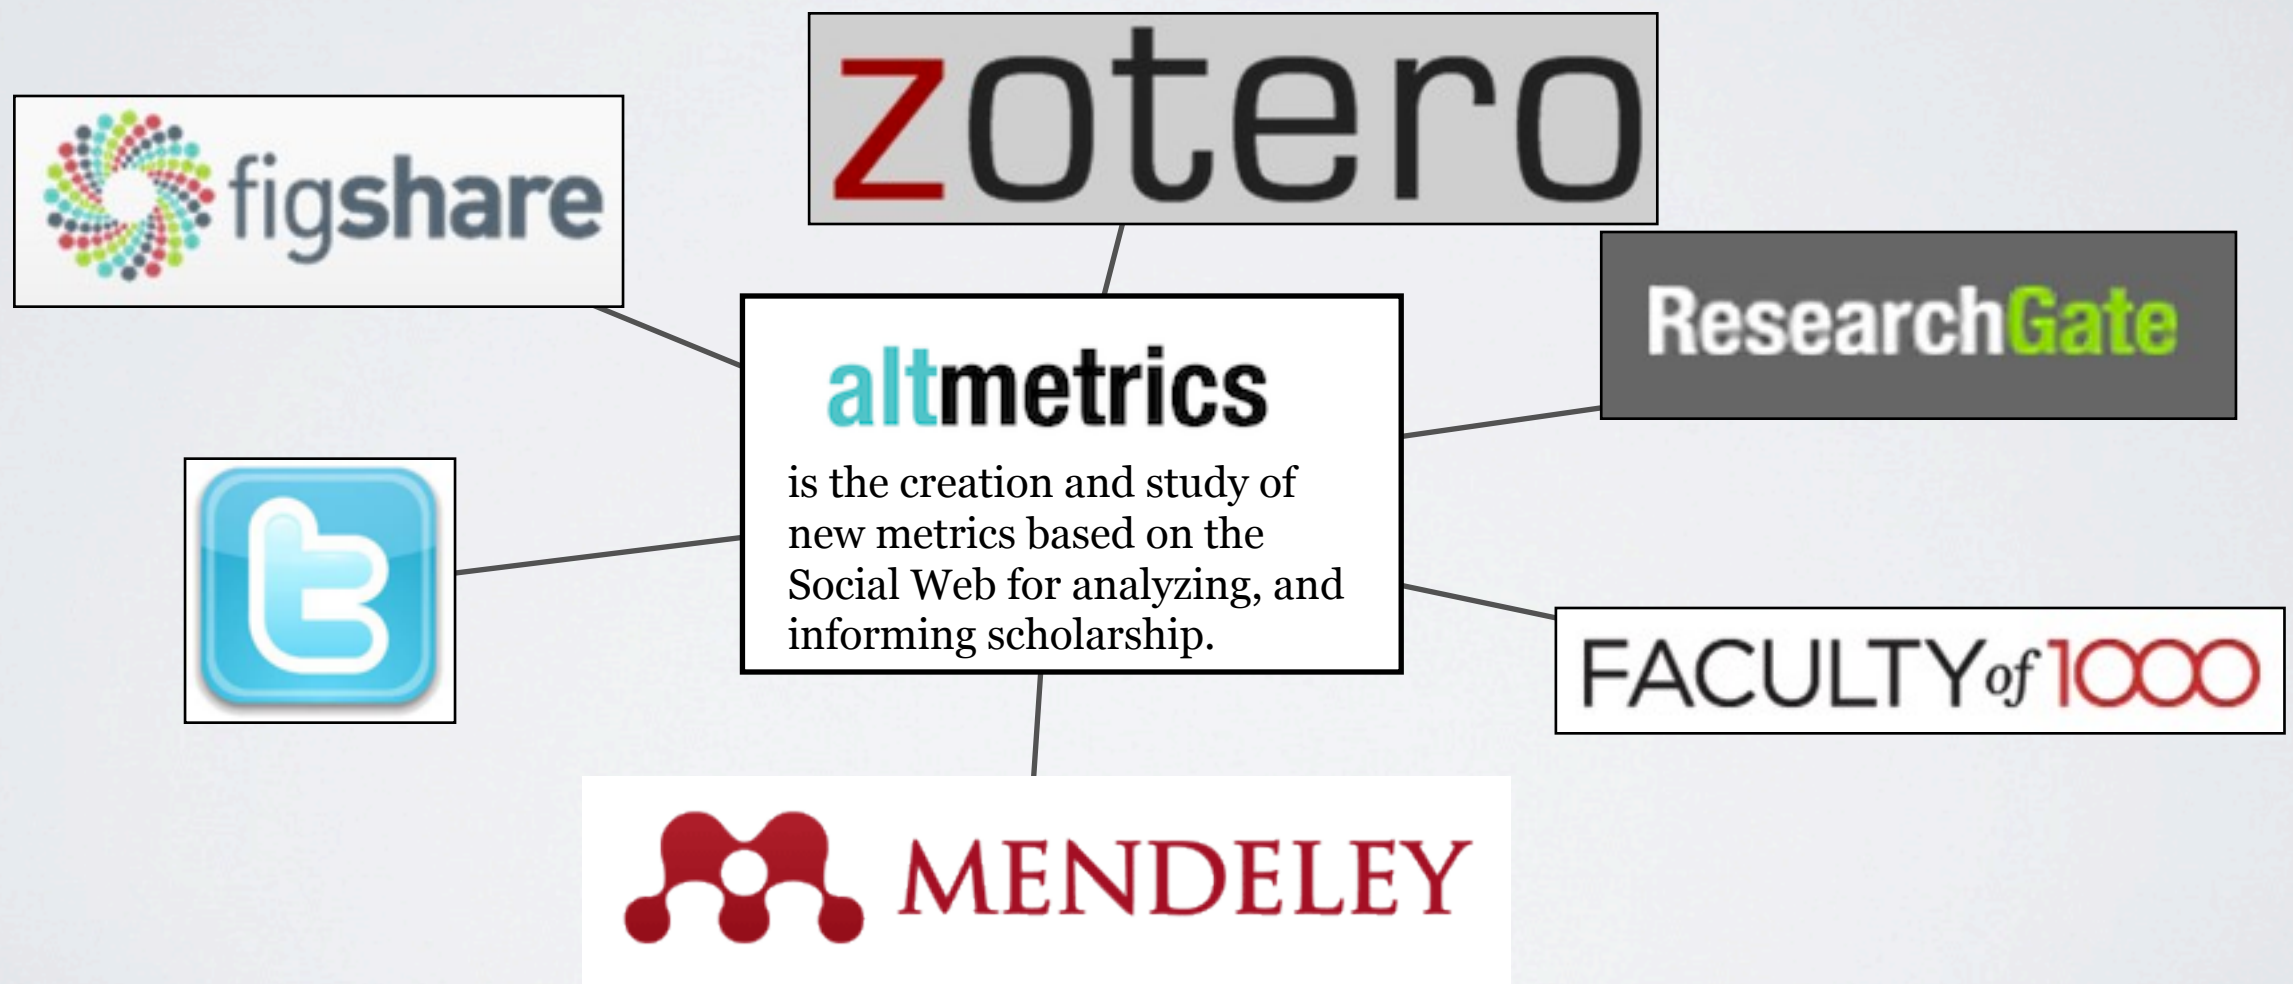 zotero
figshare
ResearchGate
altmetrics
is the creation and study of
new metrics based on the
Social Web for analyzing, and
informing scholarship.
t
FACULTY of 1000
MENDELEY